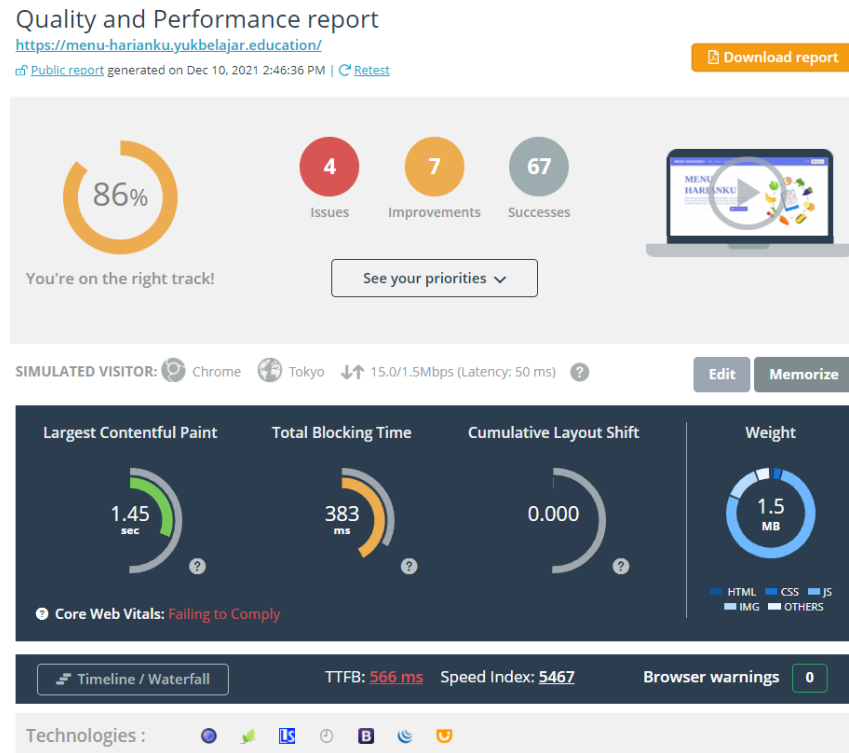 Quality and Performance report
https://menu-harianku.yukbelajar.education/
Public report generated on Dec 10, 2021 2:46:36 PM | Retest
Download report
86%
You're on the right track!
4
Issues
7
Improvements
67
Successes
See your priorities
MENU
HARIANKU
SIMULATED VISITOR: Chrome Tokyo 15.0/1.5Mbps (Latency: 50 ms) ?
Edit
Memorize
Largest Contentful Paint
1.45
sec
?
Total Blocking Time
383
ms
?
Cumulative Layout Shift
0.000
?
Weight
1.5
MB
HTML CSS JS
IMG OTHERS
? Core Web Vitals: Failing to Comply
Timeline / Waterfall
TTFB: 566 ms Speed Index: 5467
Browser warnings 0
Technologies :
LS
B